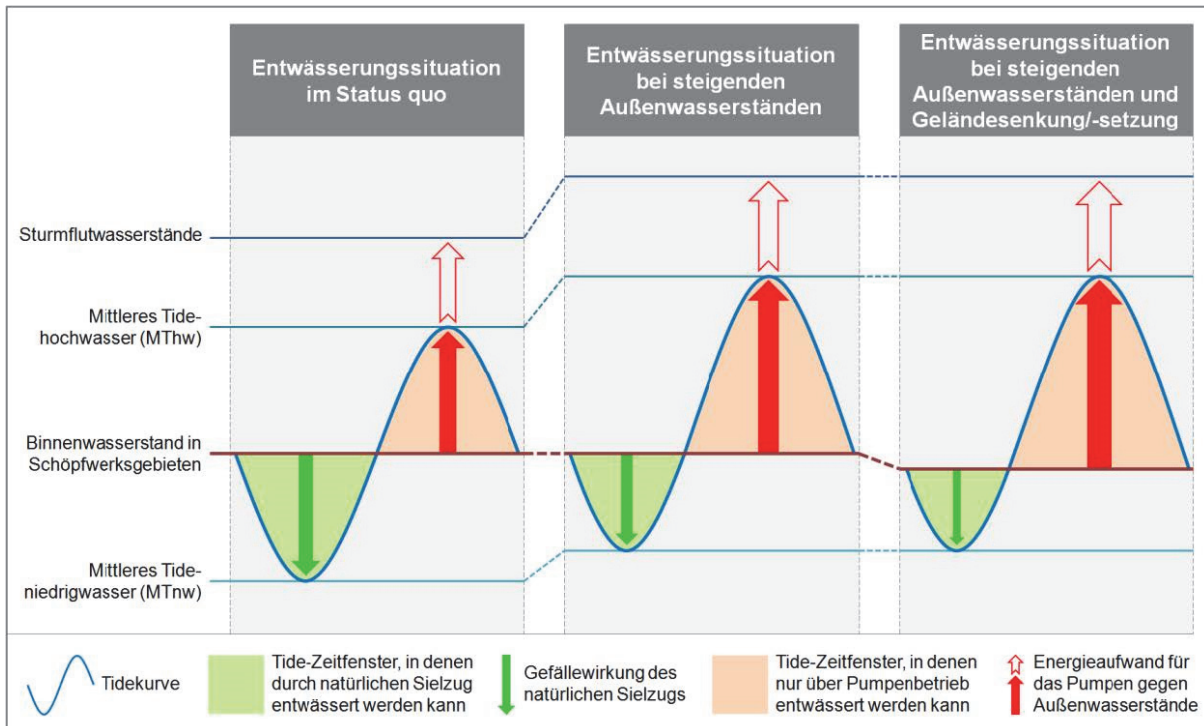 Entwässerungssituation
im Status quo
Entwässerungssituation
bei steigenden
Außenwasserständen
Entwässerungssituation
bei steigenden
Außenwasserständen und
Geländesenkung/-setzung
Sturmflutwasserstände
Mittleres Tide-
hochwasser (MThw)
Binnenwasserstand in
Schöpfwerksgebieten
Mittleres Tide-
niedrigwasser (MTnw)
Tidekurve
Tide-Zeitfenster, in denen
durch natürlichen Sielzug
entwässert werden kann
Gefällewirkung des
natürlichen Sielzugs
Tide-Zeitfenster, in denen
nur über Pumpenbetrieb
entwässert werden kann
Energieaufwand für
das Pumpen gegen
Außenwasserstände